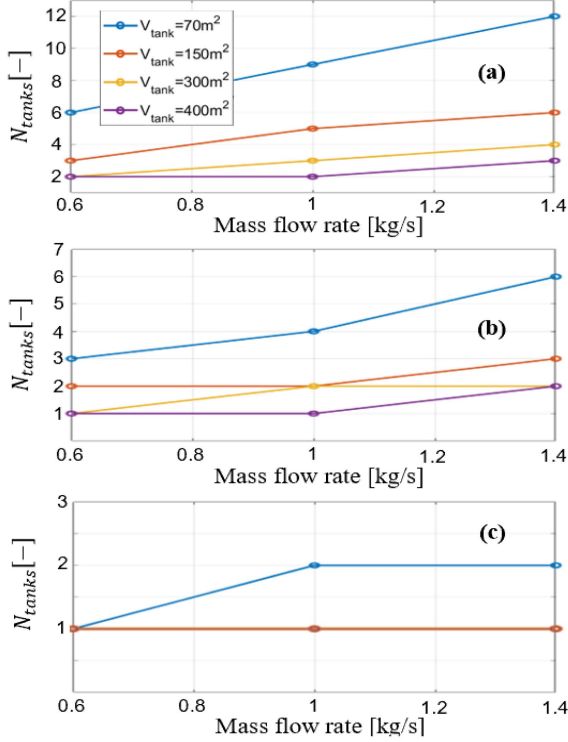 12
10
8
6
4
2
N_tanks[-]
V_tank=70m²
V_tank=150m²
V_tank=300m²
V_tank=400m²
(a)
0.6 0.8 1 1.2 1.4
Mass flow rate [kg/s]
7
6
5
4
3
2
1
N_tanks[-]
(b)
0.6 0.8 1 1.2 1.4
Mass flow rate [kg/s]
3
2
1
N_tanks[-]
(c)
0.6 0.8 1 1.2 1.4
Mass flow rate [kg/s]